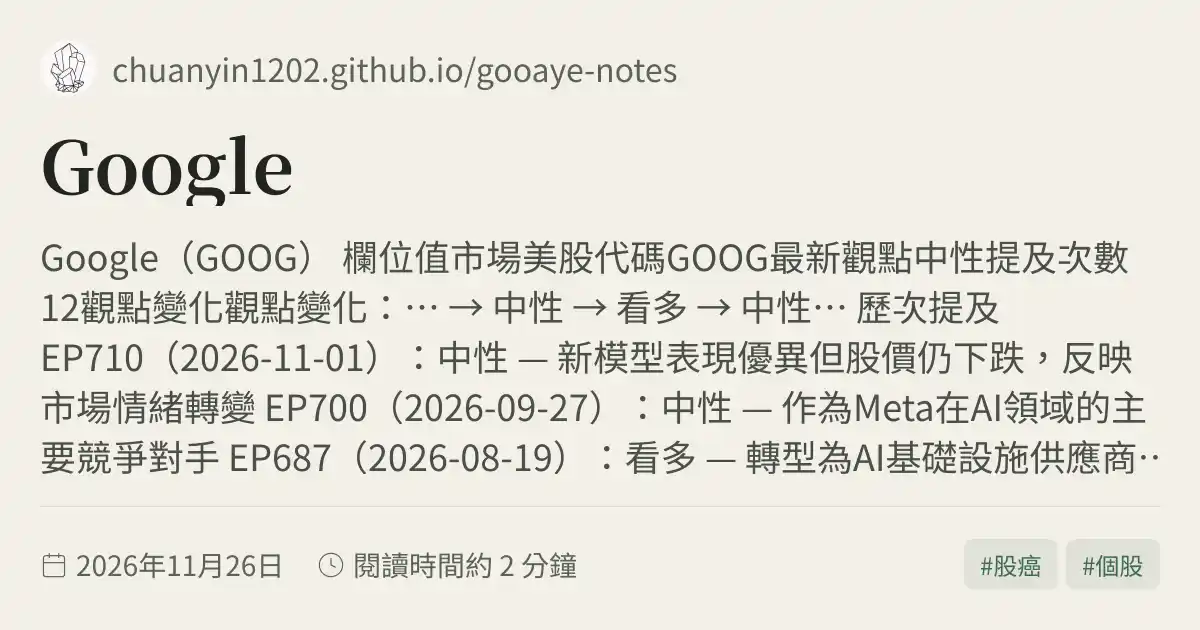 chuanyin1202.github.io/gooaye-notes
Google
Google（GOOG） 欄位值市場美股代碼GOOG最新觀點中性提及次數
12觀點變化觀點變化：… → 中性 → 看多 → 中性… 歷次提及
EP710（2026-11-01）：中性 — 新模型表現優異但股價仍下跌，反映
市場情緒轉變 EP700（2026-09-27）：中性 — 作為Meta在AI領域的主
要競爭對手 EP687（2026-08-19）：看多 — 轉型為AI基礎設施供應商…
2026年11月26日 閱讀時間約 2 分鐘 #股癌 #個股